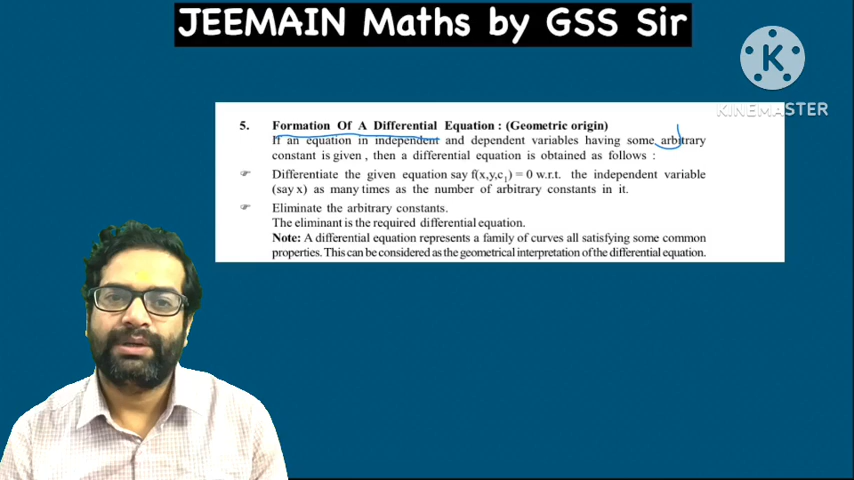 JEEMAIN Maths by GSS Sir
K
KINEMASTER
5. Formation Of A Differential Equation : (Geometric origin)
If an equation in independent and dependent variables having some arbitrary
constant is given , then a differential equation is obtained as follows :
☞ Differentiate the given equation say f(x,y,c₁) = 0 w.r.t. the independent variable
(say x) as many times as the number of arbitrary constants in it.
☞ Eliminate the arbitrary constants.
The eliminant is the required differential equation.
Note: A differential equation represents a family of curves all satisfying some common
properties. This can be considered as the geometrical interpretation of the differential equation.